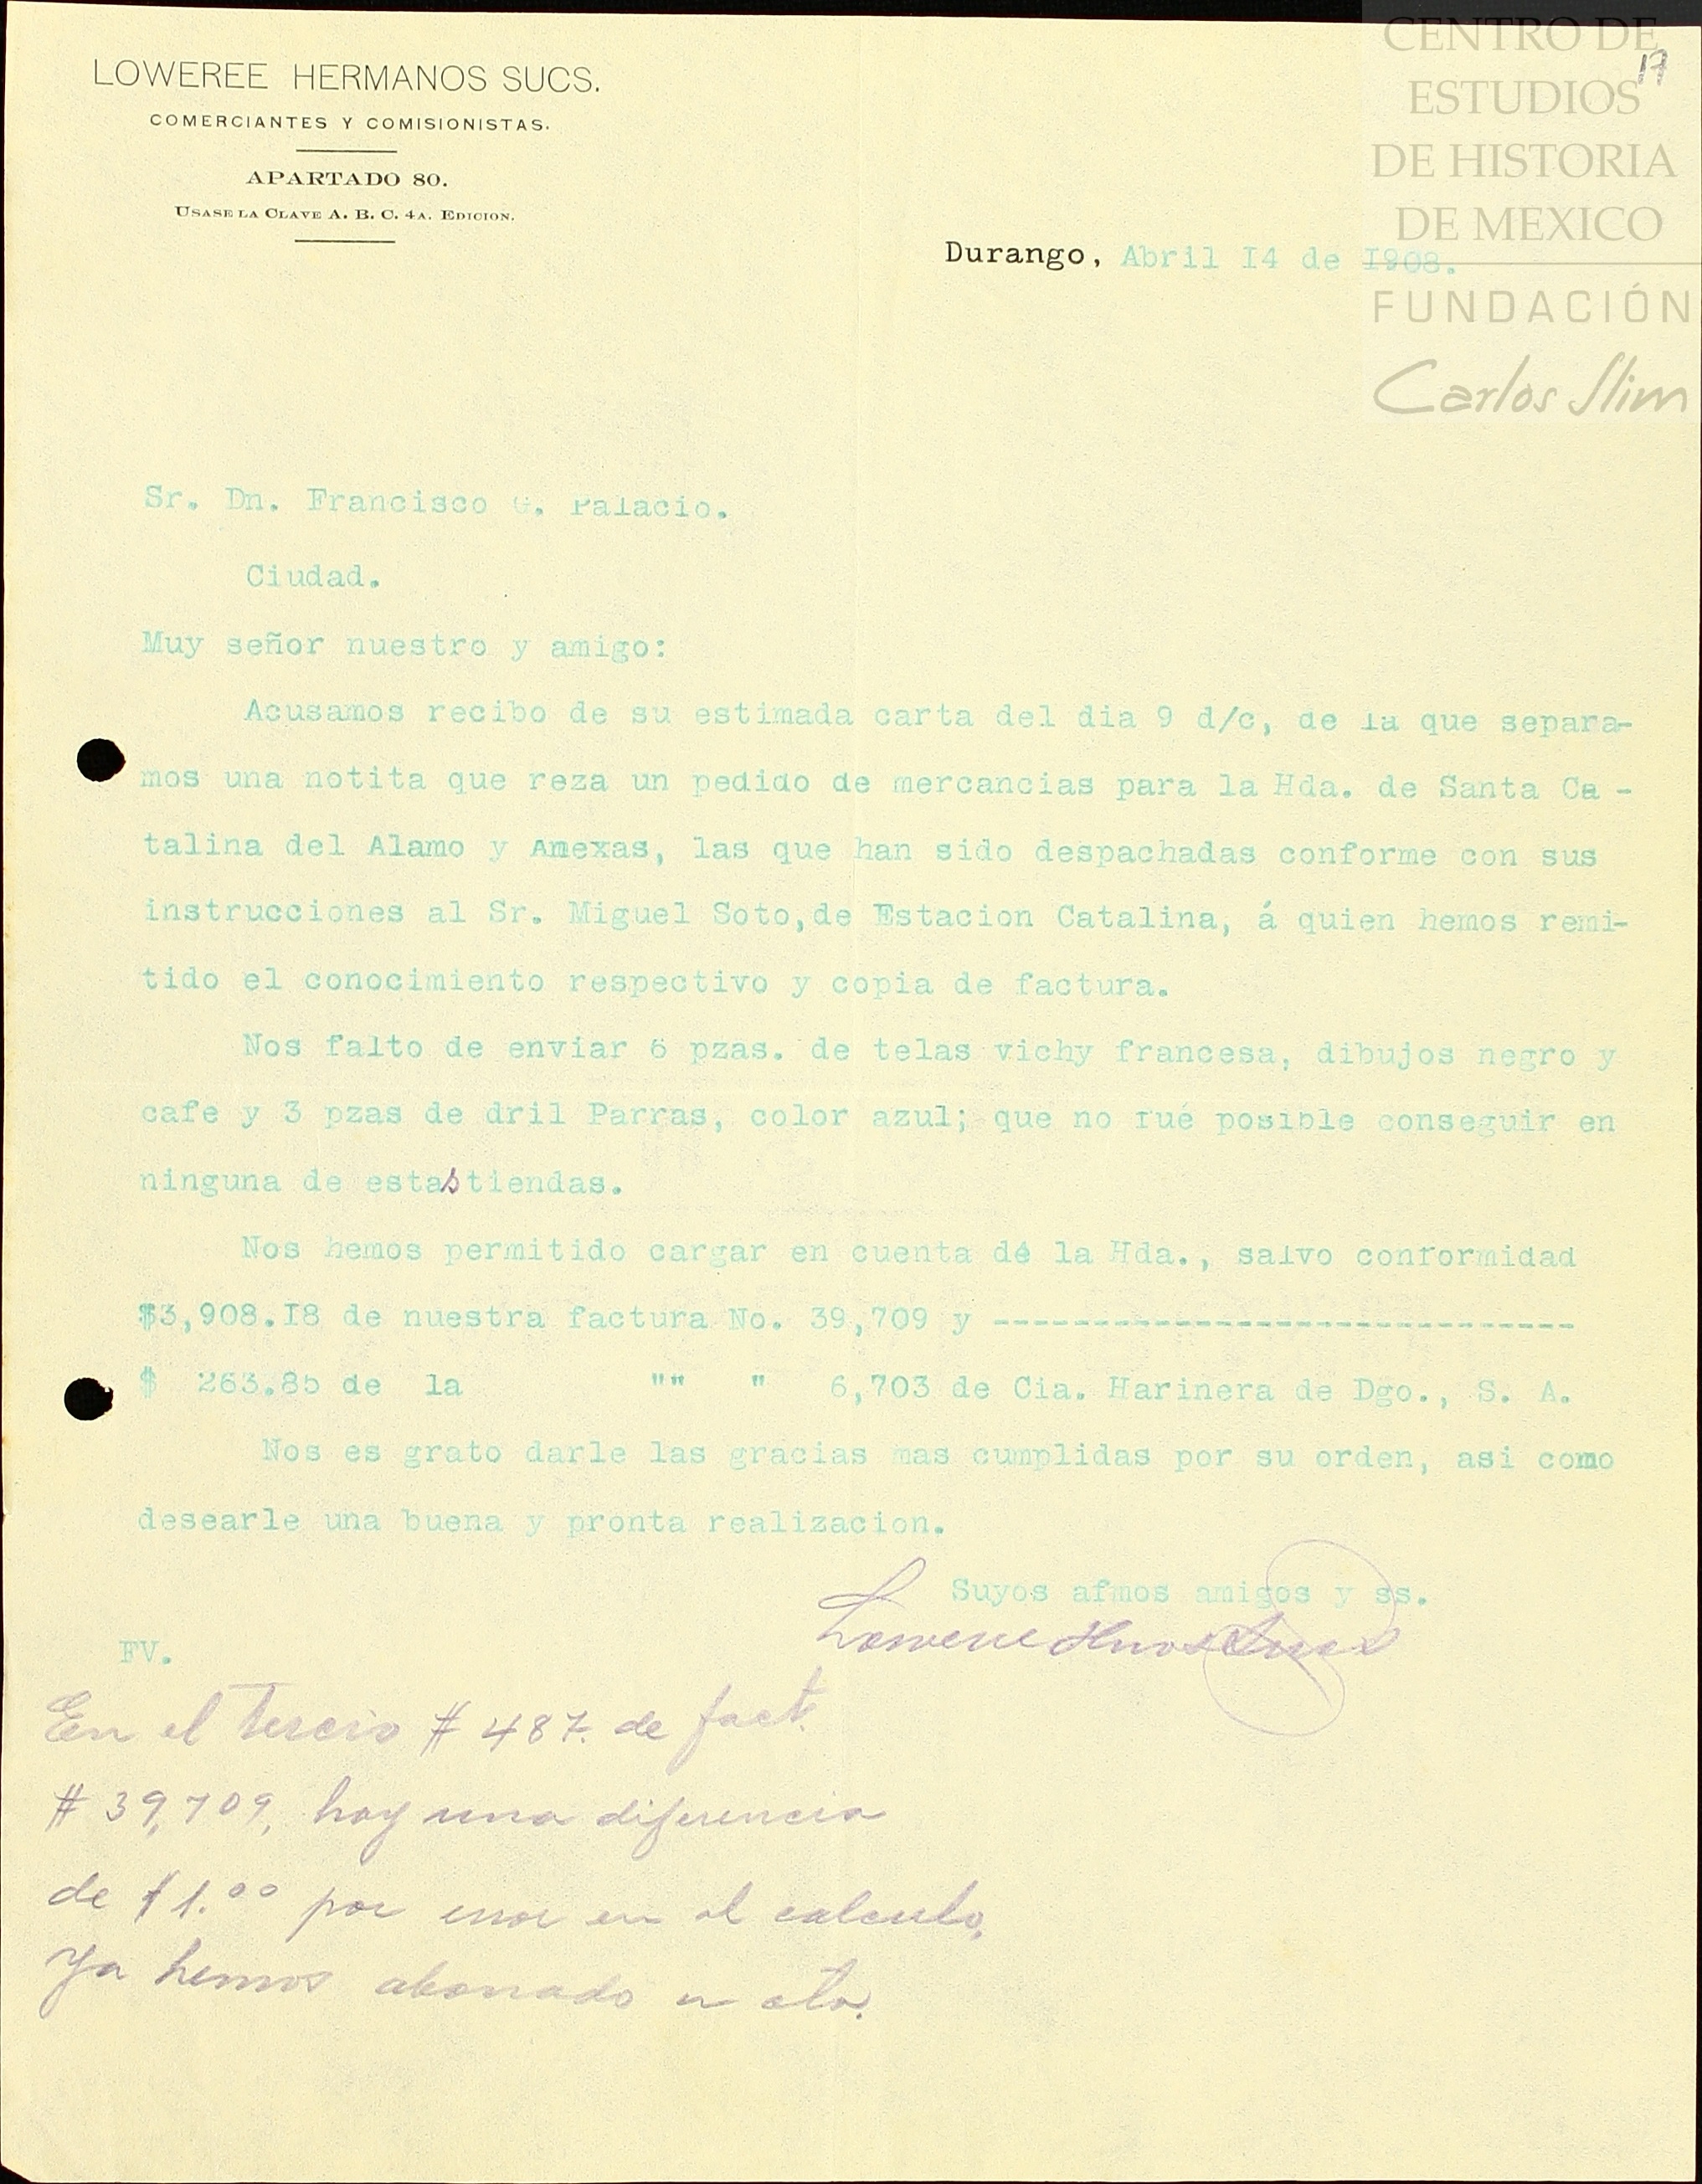 LOWEREE HERMANOS SUCS.
COMERCIANTES Y COMISIONISTAS.
APARTADO 80.
USASE LA CLAVE A. B. C. 4A. EDICION.
CENTRO DE
ESTUDIOS
DE HISTORIA
DE MEXICO
FUNDACIÓN
Carlos Slim
17
Durango, Abril I4 de I908.
Sr. Dn. Francisco G. Palacio.
Ciudad.
Muy señor nuestro y amigo:
Acusamos recibo de su estimada carta del dia 9 d/c, de la que separa-
mos una notita que reza un pedido de mercancias para la Hda. de Santa Ca -
talina del Alamo y Anexas, las que han sido despachadas conforme con sus
instrucciones al Sr. Miguel Soto,de Estacion Catalina, á quien hemos remi-
tido el conocimiento respectivo y copia de factura.
Nos falto de enviar 6 pzas. de telas vichy francesa, dibujos negro y
cafe y 3 pzas de dril Parras, color azul; que no fué posible conseguir en
ninguna de estas tiendas.
Nos hemos permitido cargar en cuenta de la Hda., salvo conformidad
$3,908.I8 de nuestra factura No. 39,709 y -----------------------------
$ 263.85 de la "" " 6,703 de Cia. Harinera de Dgo., S. A.
Nos es grato darle las gracias mas cumplidas por su orden, asi como
desearle una buena y pronta realizacion.
Suyos afmos amigos y ss.
Loweree Hnos Sucs
FV.
En el tercio # 487. de fact.
# 39,709, hay una diferencia
de $1.00 por error en el calculo,
Ya hemos abonado en cta.